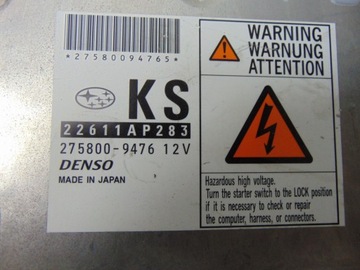 *27580094765*
KS
22611AP283
275800-9476 12V
DENSO
MADE IN JAPAN
WARNING
WARNUNG
ATTENTION
Hazardous high voltage.
Turn the starter switch to the LOCK position
if it is necessary to check or repair
the computer, harness, or connectors.